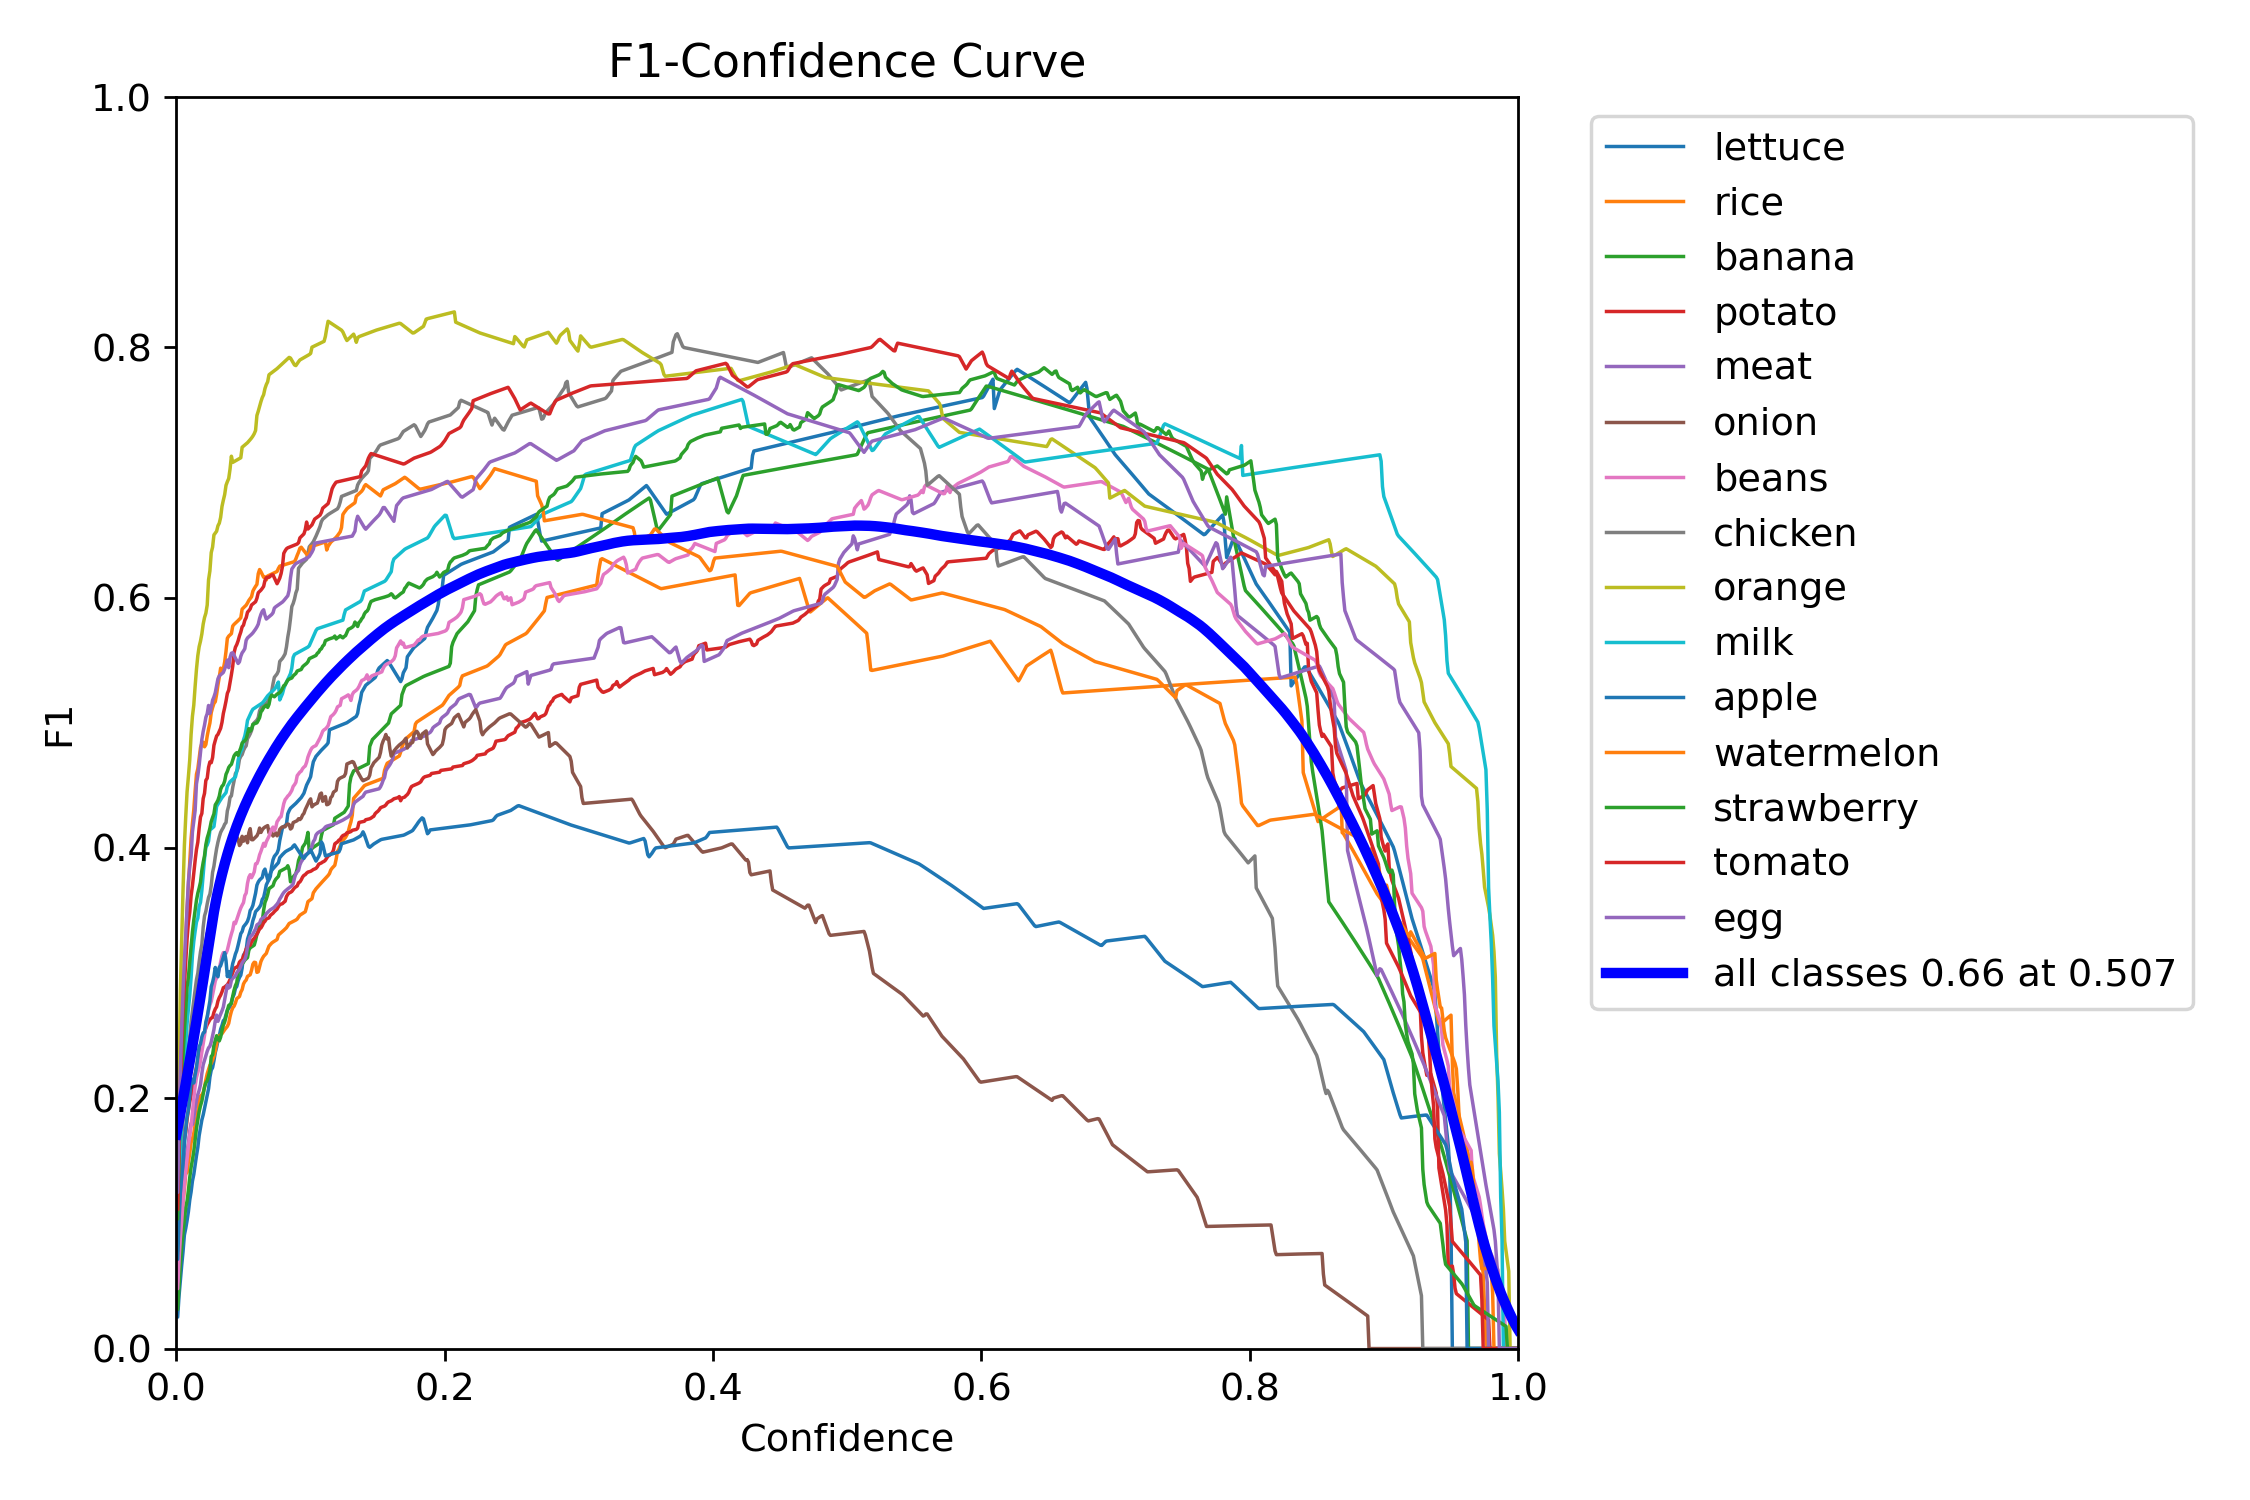 F1-Confidence Curve
1.0
0.8
0.6
0.4
0.2
0.0
F1
0.0 0.2 0.4 0.6 0.8 1.0
Confidence
lettuce
rice
banana
potato
meat
onion
beans
chicken
orange
milk
apple
watermelon
strawberry
tomato
egg
all classes 0.66 at 0.507